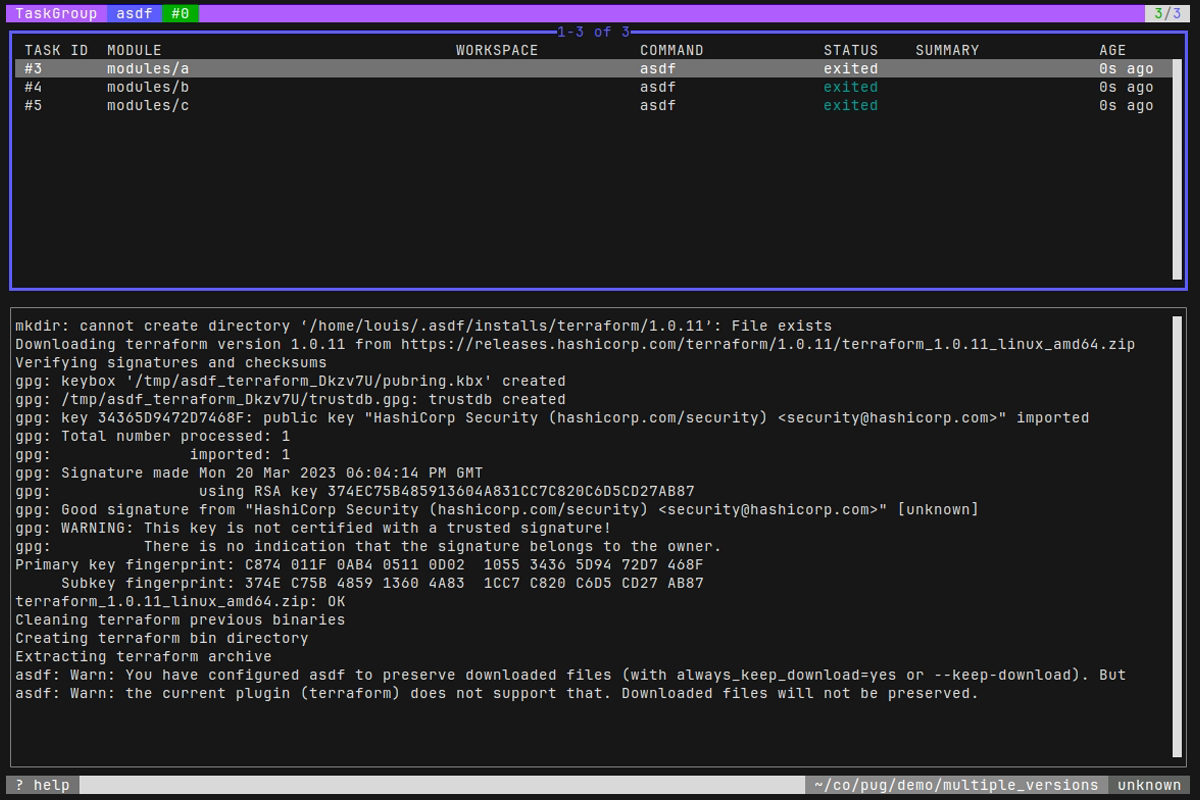 TaskGroup asdf #0 3/3
1-3 of 3
TASK ID MODULE WORKSPACE COMMAND STATUS SUMMARY AGE
#3 modules/a asdf exited 0s ago
#4 modules/b asdf exited 0s ago
#5 modules/c asdf exited 0s ago
mkdir: cannot create directory ‘/home/louis/.asdf/installs/terraform/1.0.11’: File exists
Downloading terraform version 1.0.11 from https://releases.hashicorp.com/terraform/1.0.11/terraform_1.0.11_linux_amd64.zip
Verifying signatures and checksums
gpg: keybox '/tmp/asdf_terraform_Dkzv7U/pubring.kbx' created
gpg: /tmp/asdf_terraform_Dkzv7U/trustdb.gpg: trustdb created
gpg: key 34365D9472D7468F: public key "HashiCorp Security (hashicorp.com/security) <security@hashicorp.com>" imported
gpg: Total number processed: 1
gpg:               imported: 1
gpg: Signature made Mon 20 Mar 2023 06:04:14 PM GMT
gpg:                using RSA key 374EC75B485913604A831CC7C820C6D5CD27AB87
gpg: Good signature from "HashiCorp Security (hashicorp.com/security) <security@hashicorp.com>" [unknown]
gpg: WARNING: This key is not certified with a trusted signature!
gpg:          There is no indication that the signature belongs to the owner.
Primary key fingerprint: C874 011F 0AB4 0511 0D02  1055 3436 5D94 72D7 468F
     Subkey fingerprint: 374E C75B 4859 1360 4A83  1CC7 C820 C6D5 CD27 AB87
terraform_1.0.11_linux_amd64.zip: OK
Cleaning terraform previous binaries
Creating terraform bin directory
Extracting terraform archive
asdf: Warn: You have configured asdf to preserve downloaded files (with always_keep_download=yes or --keep-download). But
asdf: Warn: the current plugin (terraform) does not support that. Downloaded files will not be preserved.
? help ~/co/pug/demo/multiple_versions unknown